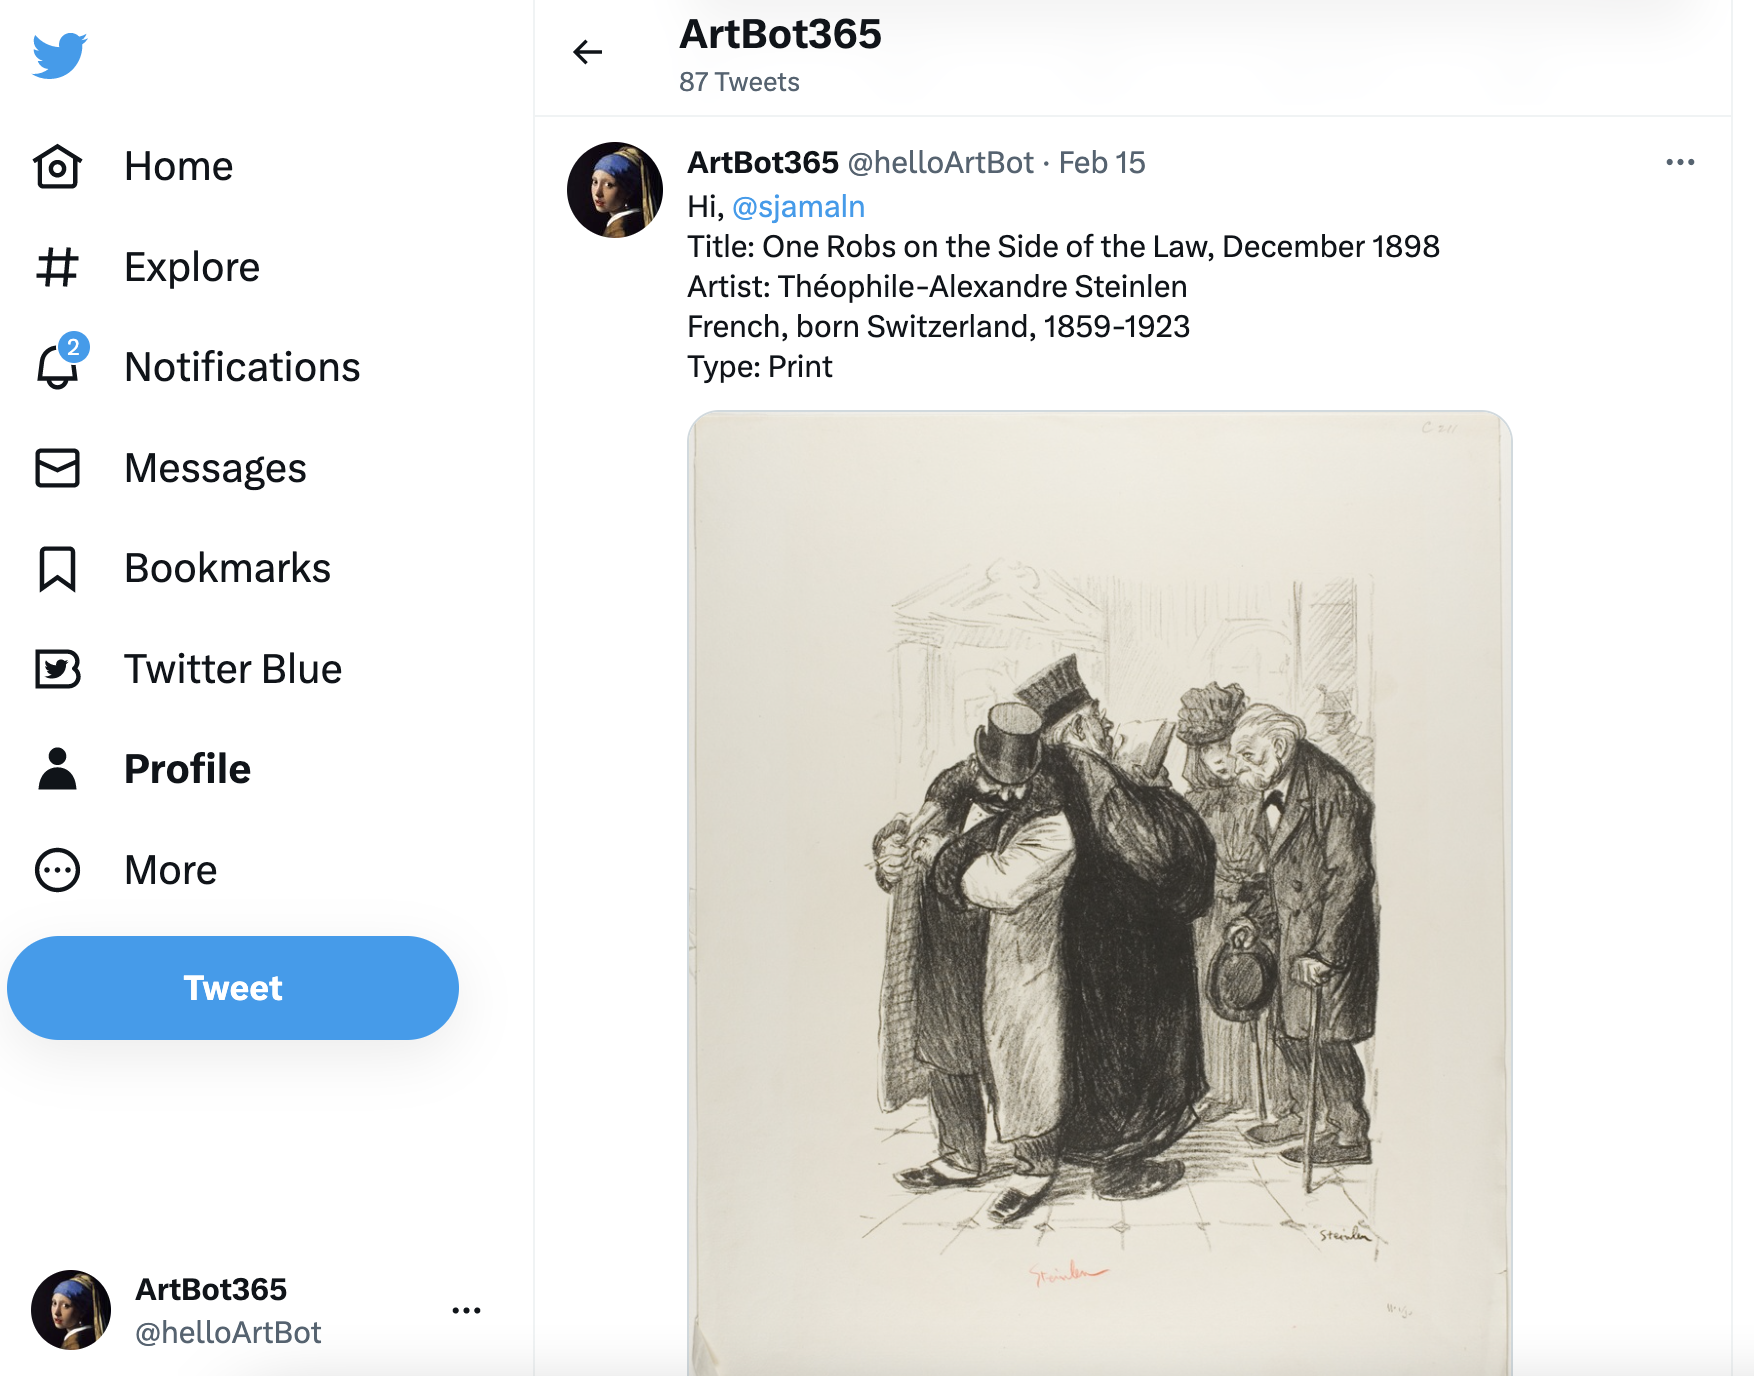 ArtBot365
87 Tweets
Home
Explore
2
Notifications
Messages
Bookmarks
Twitter Blue
Profile
More
Tweet
ArtBot365
@helloArtBot
ArtBot365 @helloArtBot · Feb 15
Hi, @sjamaln
Title: One Robs on the Side of the Law, December 1898
Artist: Théophile-Alexandre Steinlen
French, born Switzerland, 1859-1923
Type: Print
C 211
Steinlen
Steinlen